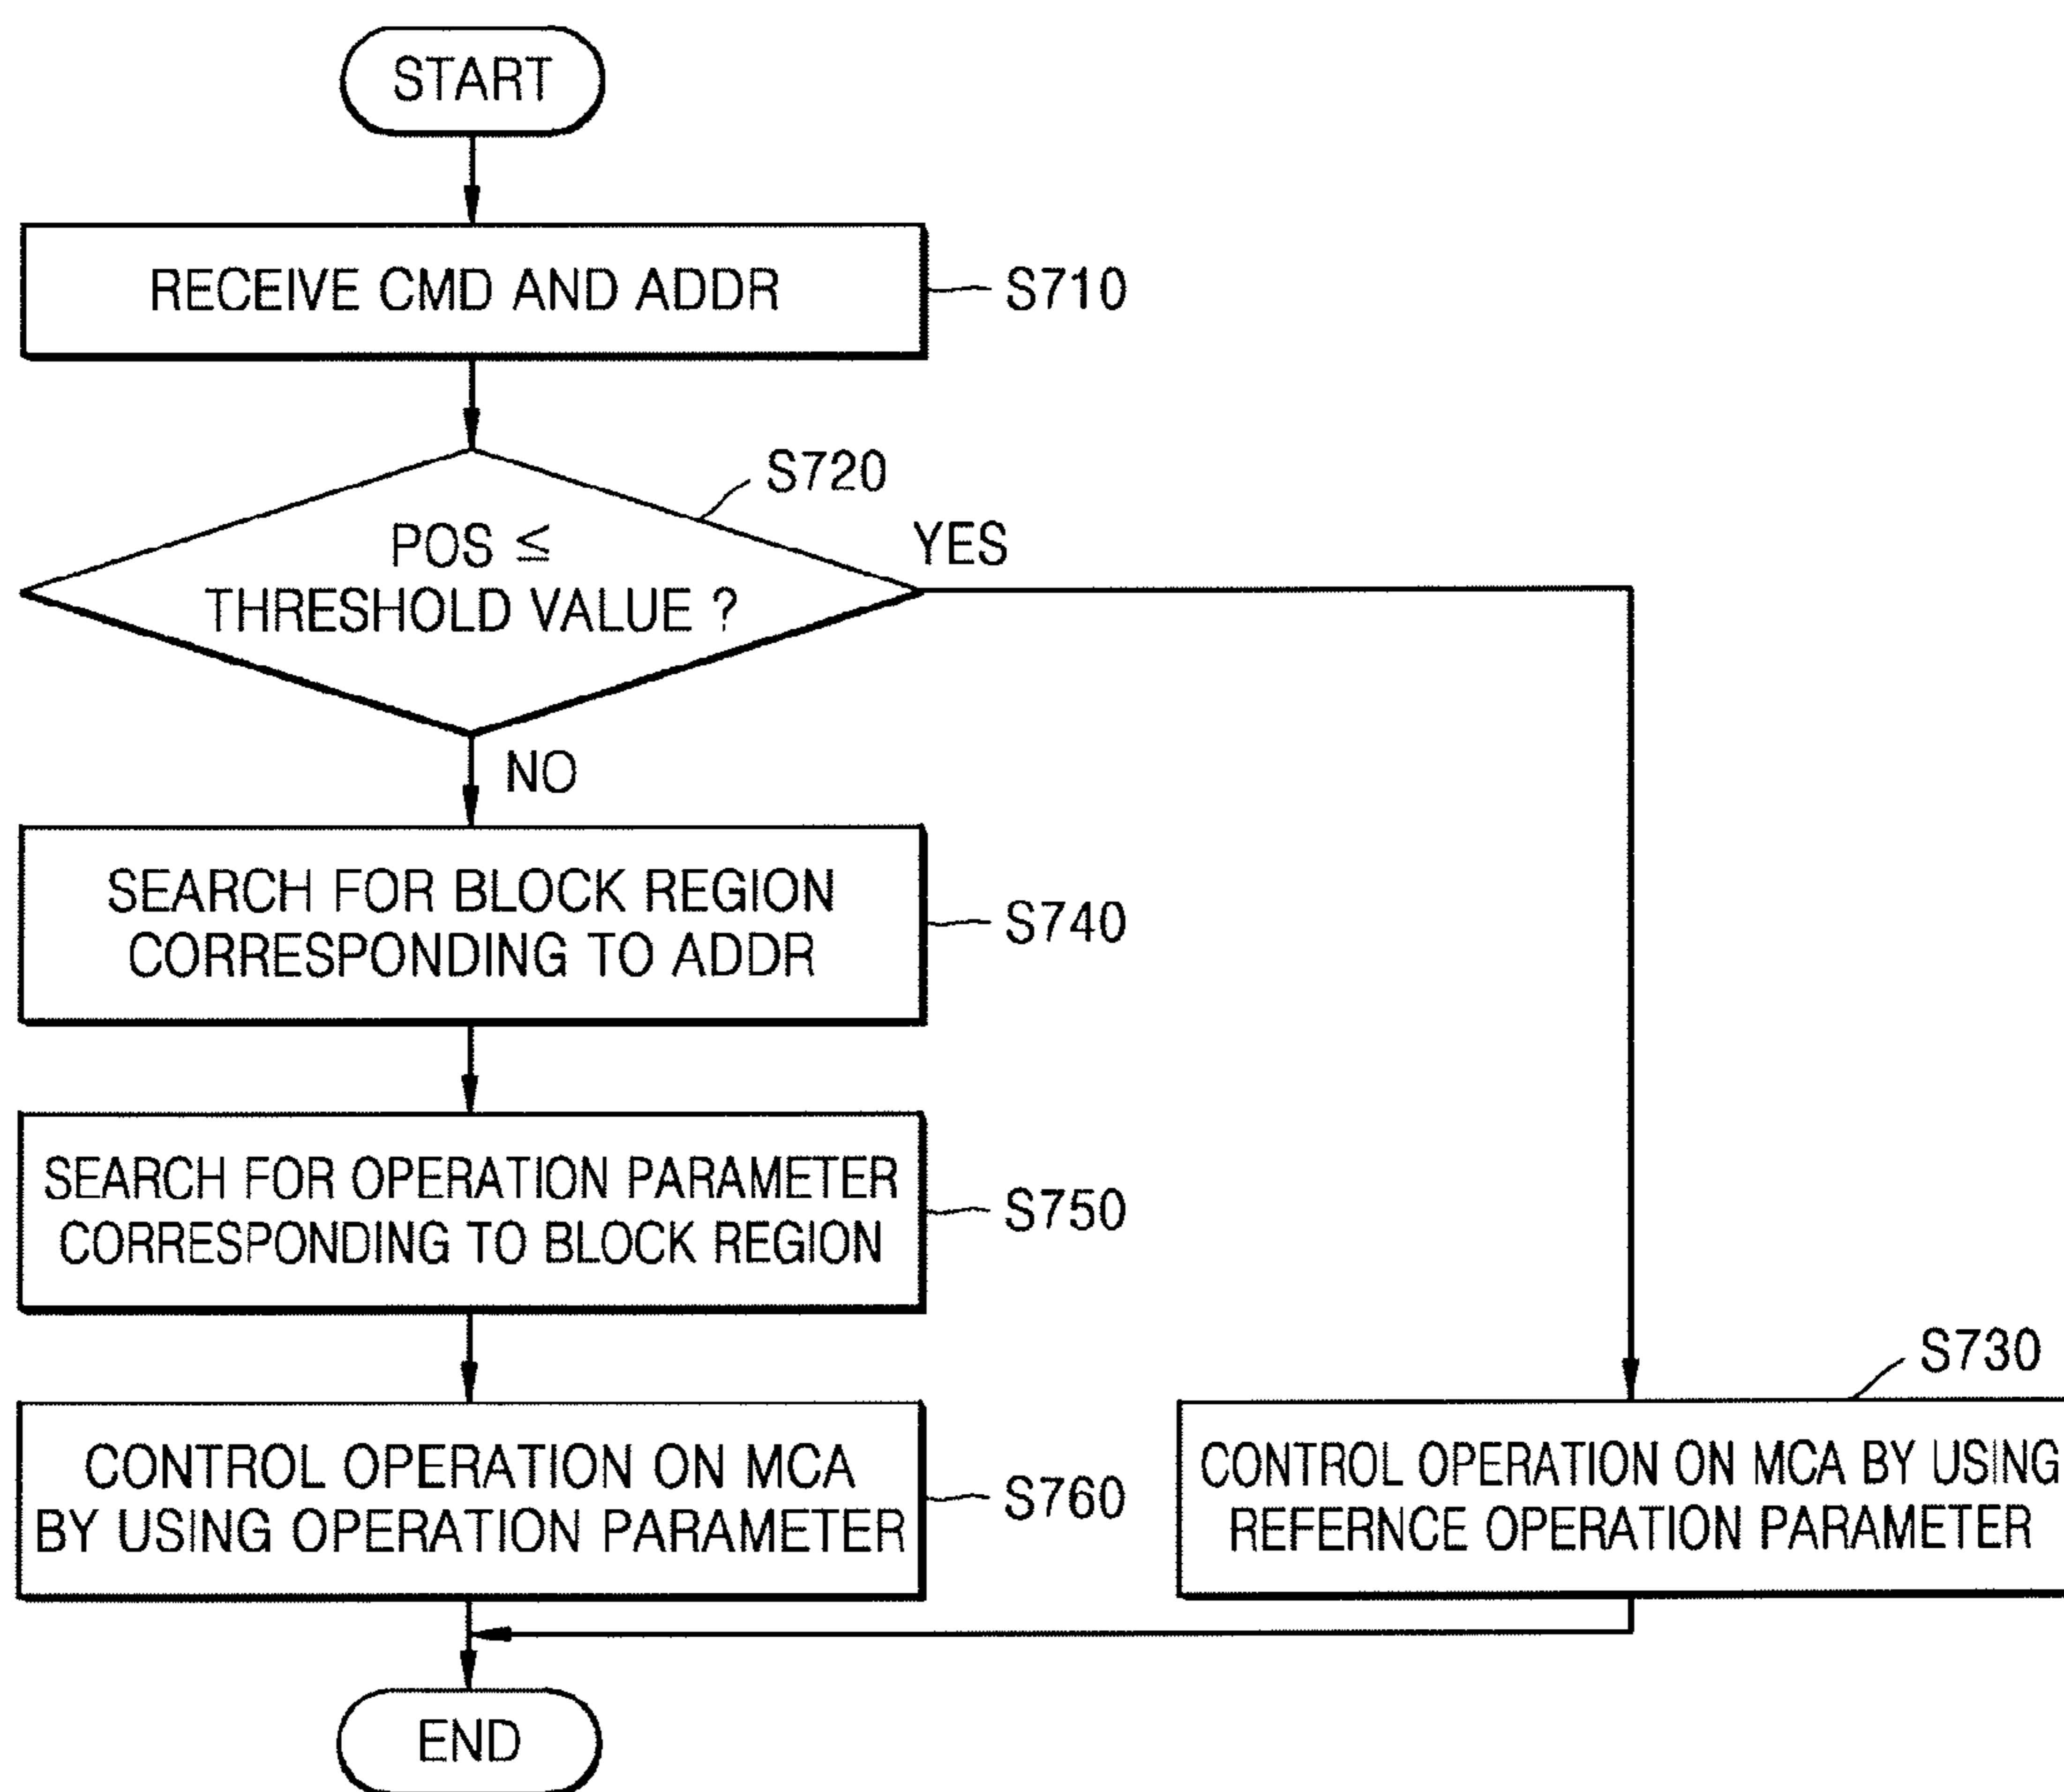 START
RECEIVE CMD AND ADDR
S710
S720
POS ≦
THRESHOLD VALUE ?
YES
NO
SEARCH FOR BLOCK REGION
CORRESPONDING TO ADDR
S740
SEARCH FOR OPERATION PARAMETER
CORRESPONDING TO BLOCK REGION
S750
S730
CONTROL OPERATION ON MCA
BY USING OPERATION PARAMETER
S760
CONTROL OPERATION ON MCA BY USING
REFERNCE OPERATION PARAMETER
END